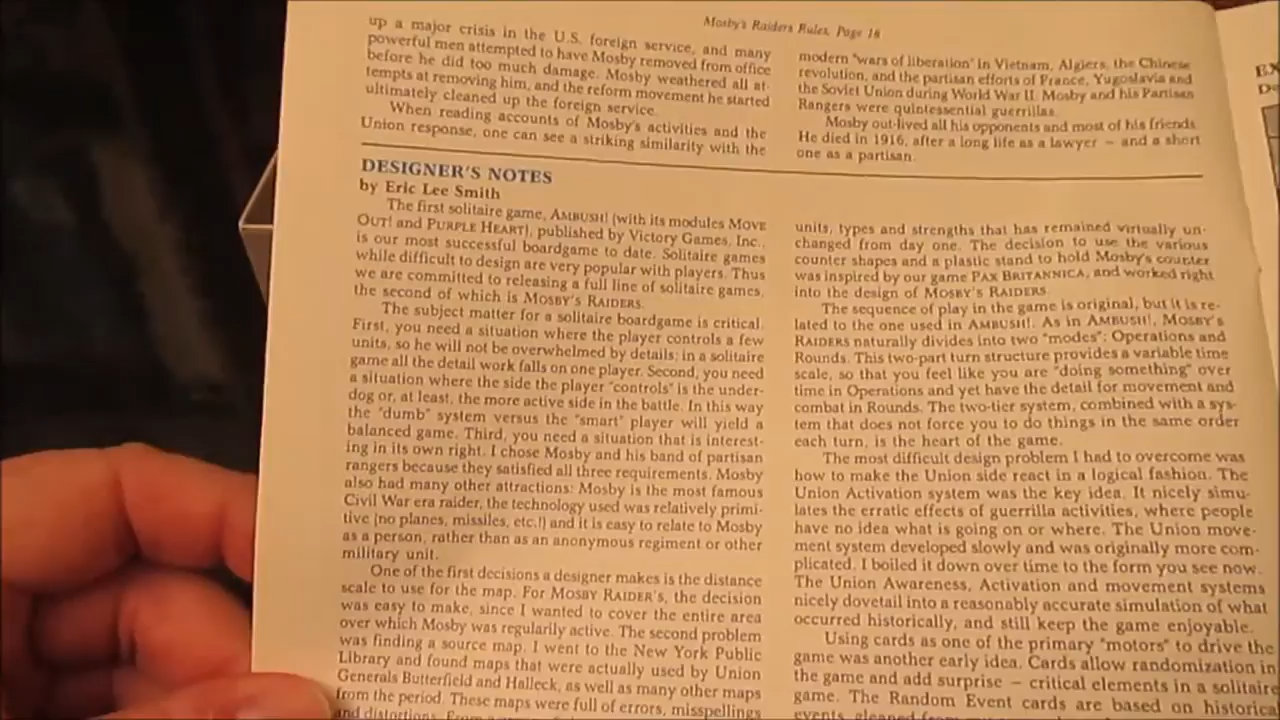 Mosby's Raiders Rules, Page 18
up a major crisis in the U.S. foreign service, and many
powerful men attempted to have Mosby removed from office
before he did too much damage. Mosby weathered all at-
tempts at removing him, and the reform movement he started
ultimately cleaned up the foreign service.
When reading accounts of Mosby's activities and the
Union response, one can see a striking similarity with the
modern "wars of liberation" in Vietnam, Algiers, the Chinese
revolution, and the partisan efforts of France, Yugoslavia and
the Soviet Union during World War II. Mosby and his Partisan
Rangers were quintessential guerrillas.
Mosby out-lived all his opponents and most of his friends.
He died in 1916, after a long life as a lawyer — and a short
one as a partisan.
DESIGNER'S NOTES
by Eric Lee Smith
The first solitaire game, AMBUSH! (with its modules MOVE
OUT! and PURPLE HEART), published by Victory Games, Inc.,
is our most successful boardgame to date. Solitaire games
while difficult to design are very popular with players. Thus
we are committed to releasing a full line of solitaire games,
the second of which is MOSBY'S RAIDERS.
The subject matter for a solitaire boardgame is critical.
First, you need a situation where the player controls a few
units, so he will not be overwhelmed by details; in a solitaire
game all the detail work falls on one player. Second, you need
a situation where the side the player "controls" is the under-
dog or, at least, the more active side in the battle. In this way
the "dumb" system versus the "smart" player will yield a
balanced game. Third, you need a situation that is interest-
ing in its own right. I chose Mosby and his band of partisan
rangers because they satisfied all three requirements. Mosby
also had many other attractions: Mosby is the most famous
Civil War era raider, the technology used was relatively primi-
tive (no planes, missiles, etc.!) and it is easy to relate to Mosby
as a person, rather than as an anonymous regiment or other
military unit.
One of the first decisions a designer makes is the distance
scale to use for the map. For MOSBY RAIDER'S, the decision
was easy to make, since I wanted to cover the entire area
over which Mosby was regularily active. The second problem
was finding a source map. I went to the New York Public
Library and found maps that were actually used by Union
Generals Butterfield and Halleck, as well as many other maps
from the period. These maps were full of errors, misspellings
and distortions. From
units, types and strengths that has remained virtually un-
changed from day one. The decision to use the various
counter shapes and a plastic stand to hold Mosby's counter
was inspired by our game PAX BRITANNICA, and worked right
into the design of MOSBY'S RAIDERS.
The sequence of play in the game is original, but it is re-
lated to the one used in AMBUSH!. As in AMBUSH!, MOSBY'S
RAIDERS naturally divides into two "modes": Operations and
Rounds. This two-part turn structure provides a variable time
scale, so that you feel like you are "doing something" over
time in Operations and yet have the detail for movement and
combat in Rounds. The two-tier system, combined with a sys-
tem that does not force you to do things in the same order
each turn, is the heart of the game.
The most difficult design problem I had to overcome was
how to make the Union side react in a logical fashion. The
Union Activation system was the key idea. It nicely simu-
lates the erratic effects of guerrilla activities, where people
have no idea what is going on or where. The Union move-
ment system developed slowly and was originally more com-
plicated. I boiled it down over time to the form you see now.
The Union Awareness, Activation and movement systems
nicely dovetail into a reasonably accurate simulation of what
occurred historically, and still keep the game enjoyable.
Using cards as one of the primary "motors" to drive the
game was another early idea. Cards allow randomization in
the game and add surprise — critical elements in a solitaire
game. The Random Event cards are based on historica
events gleaned from
EX